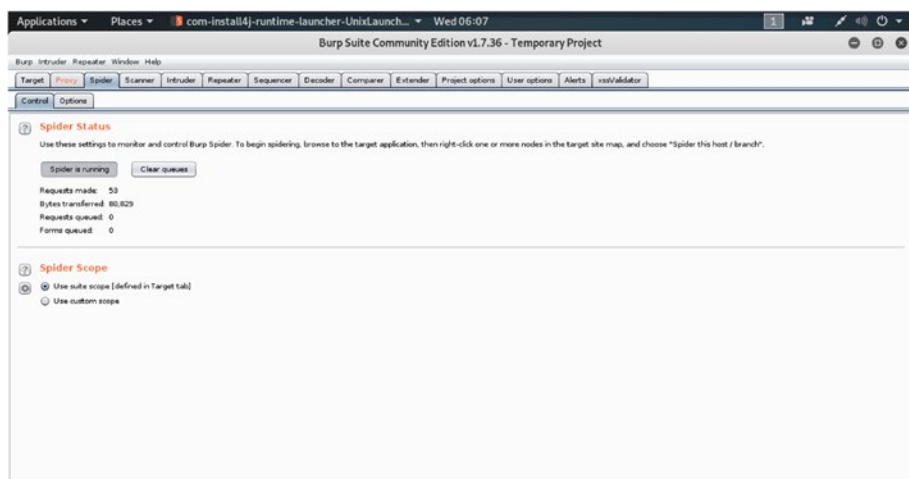 Applications Places com-install4j-runtime-launcher-UnixLaunch... Wed 06:07 1
Burp Suite Community Edition v1.7.36 - Temporary Project
Burp Intruder Repeater Window Help
Target Proxy Spider Scanner Intruder Repeater Sequencer Decoder Comparer Extender Project options User options Alerts xssValidator
Control Options
? Spider Status
Use these settings to monitor and control Burp Spider. To begin spidering, browse to the target application, then right-click one or more nodes in the target site map, and choose "Spider this host / branch".
Spider is running Clear queues
Requests made: 53
Bytes transferred: 80,829
Requests queued: 0
Forms queued: 0
? Spider Scope
Use suite scope [defined in Target tab]
Use custom scope